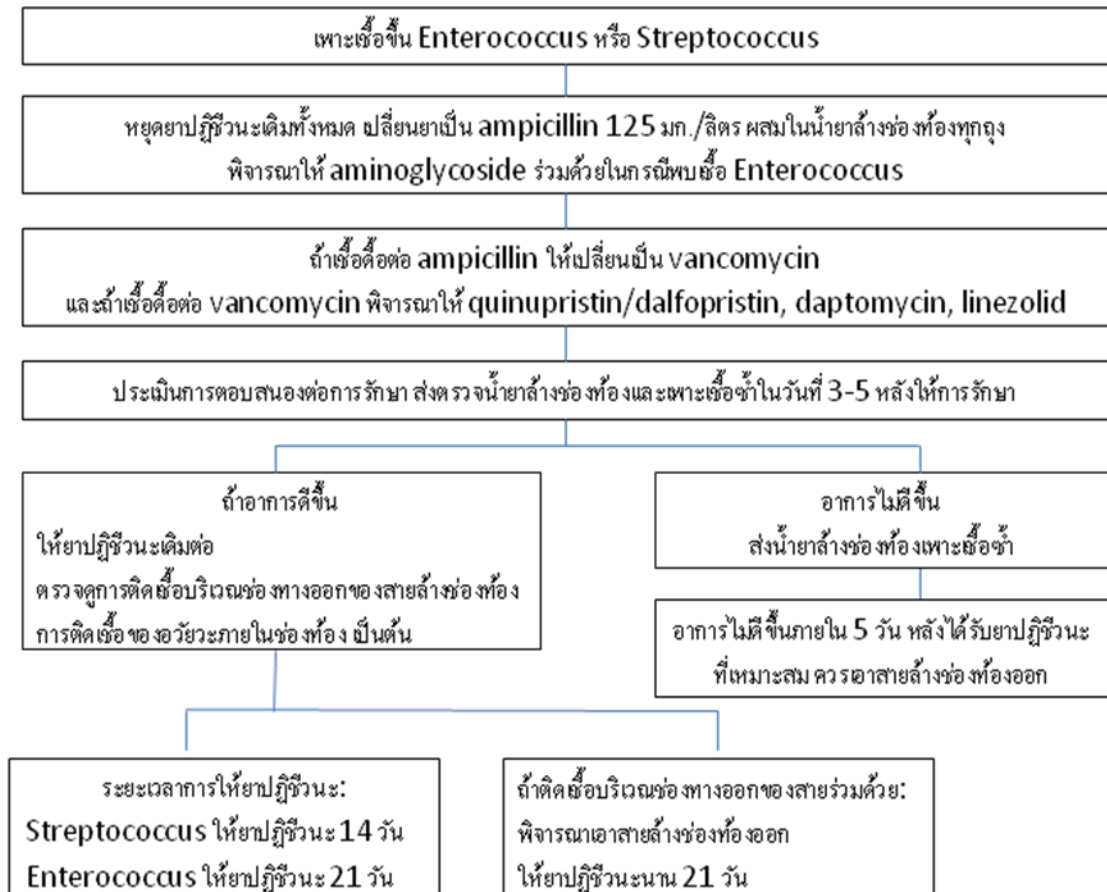 เพาะเชื้อขึ้น Enterococcus หรือ Streptococcus
หยุดยาปฏิชีวนะเดิมทั้งหมด เปลี่ยนยาเป็น ampicillin 125 มก./ลิตร ผสมในน้ำยาล้างช่องท้องทุกถุง
พิจารณาให้ aminoglycoside ร่วมด้วยในกรณีพบเชื้อ Enterococcus
ถ้าเชื้อดื้อต่อ ampicillin ให้เปลี่ยนเป็น vancomycin
และถ้าเชื้อดื้อต่อ vancomycin พิจารณาให้ quinupristin/dalfopristin, daptomycin, linezolid
ประเมินการตอบสนองต่อการรักษา ส่งตรวจน้ำยาล้างช่องท้องและเพาะเชื้อซ้ำในวันที่ 3-5 หลังให้การรักษา
ถ้าอาการดีขึ้น
ให้ยาปฏิชีวนะเดิมต่อ
ตรวจดูการติดเชื้อบริเวณช่องทางออกของสายล้างช่องท้อง
การติดเชื้อของอวัยวะภายในช่องท้อง เป็นต้น
อาการไม่ดีขึ้น
ส่งน้ำยาล้างช่องท้องเพาะเชื้อซ้ำ
อาการไม่ดีขึ้นภายใน 5 วัน หลังได้รับยาปฏิชีวนะ
ที่เหมาะสม ควรเอาสายล้างช่องท้องออก
ระยะเวลาการให้ยาปฏิชีวนะ:
Streptococcus ให้ยาปฏิชีวนะ 14 วัน
Enterococcus ให้ยาปฏิชีวนะ 21 วัน
ถ้าติดเชื้อบริเวณช่องทางออกของสายร่วมด้วย:
พิจารณาเอาสายล้างช่องท้องออก
ให้ยาปฏิชีวนะนาน 21 วัน